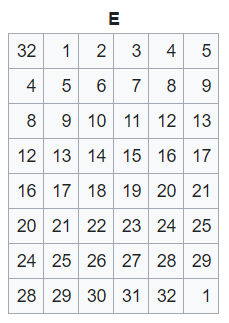 E
32 1 2 3 4 5
4 5 6 7 8 9
8 9 10 11 12 13
12 13 14 15 16 17
16 17 18 19 20 21
20 21 22 23 24 25
24 25 26 27 28 29
28 29 30 31 32 1